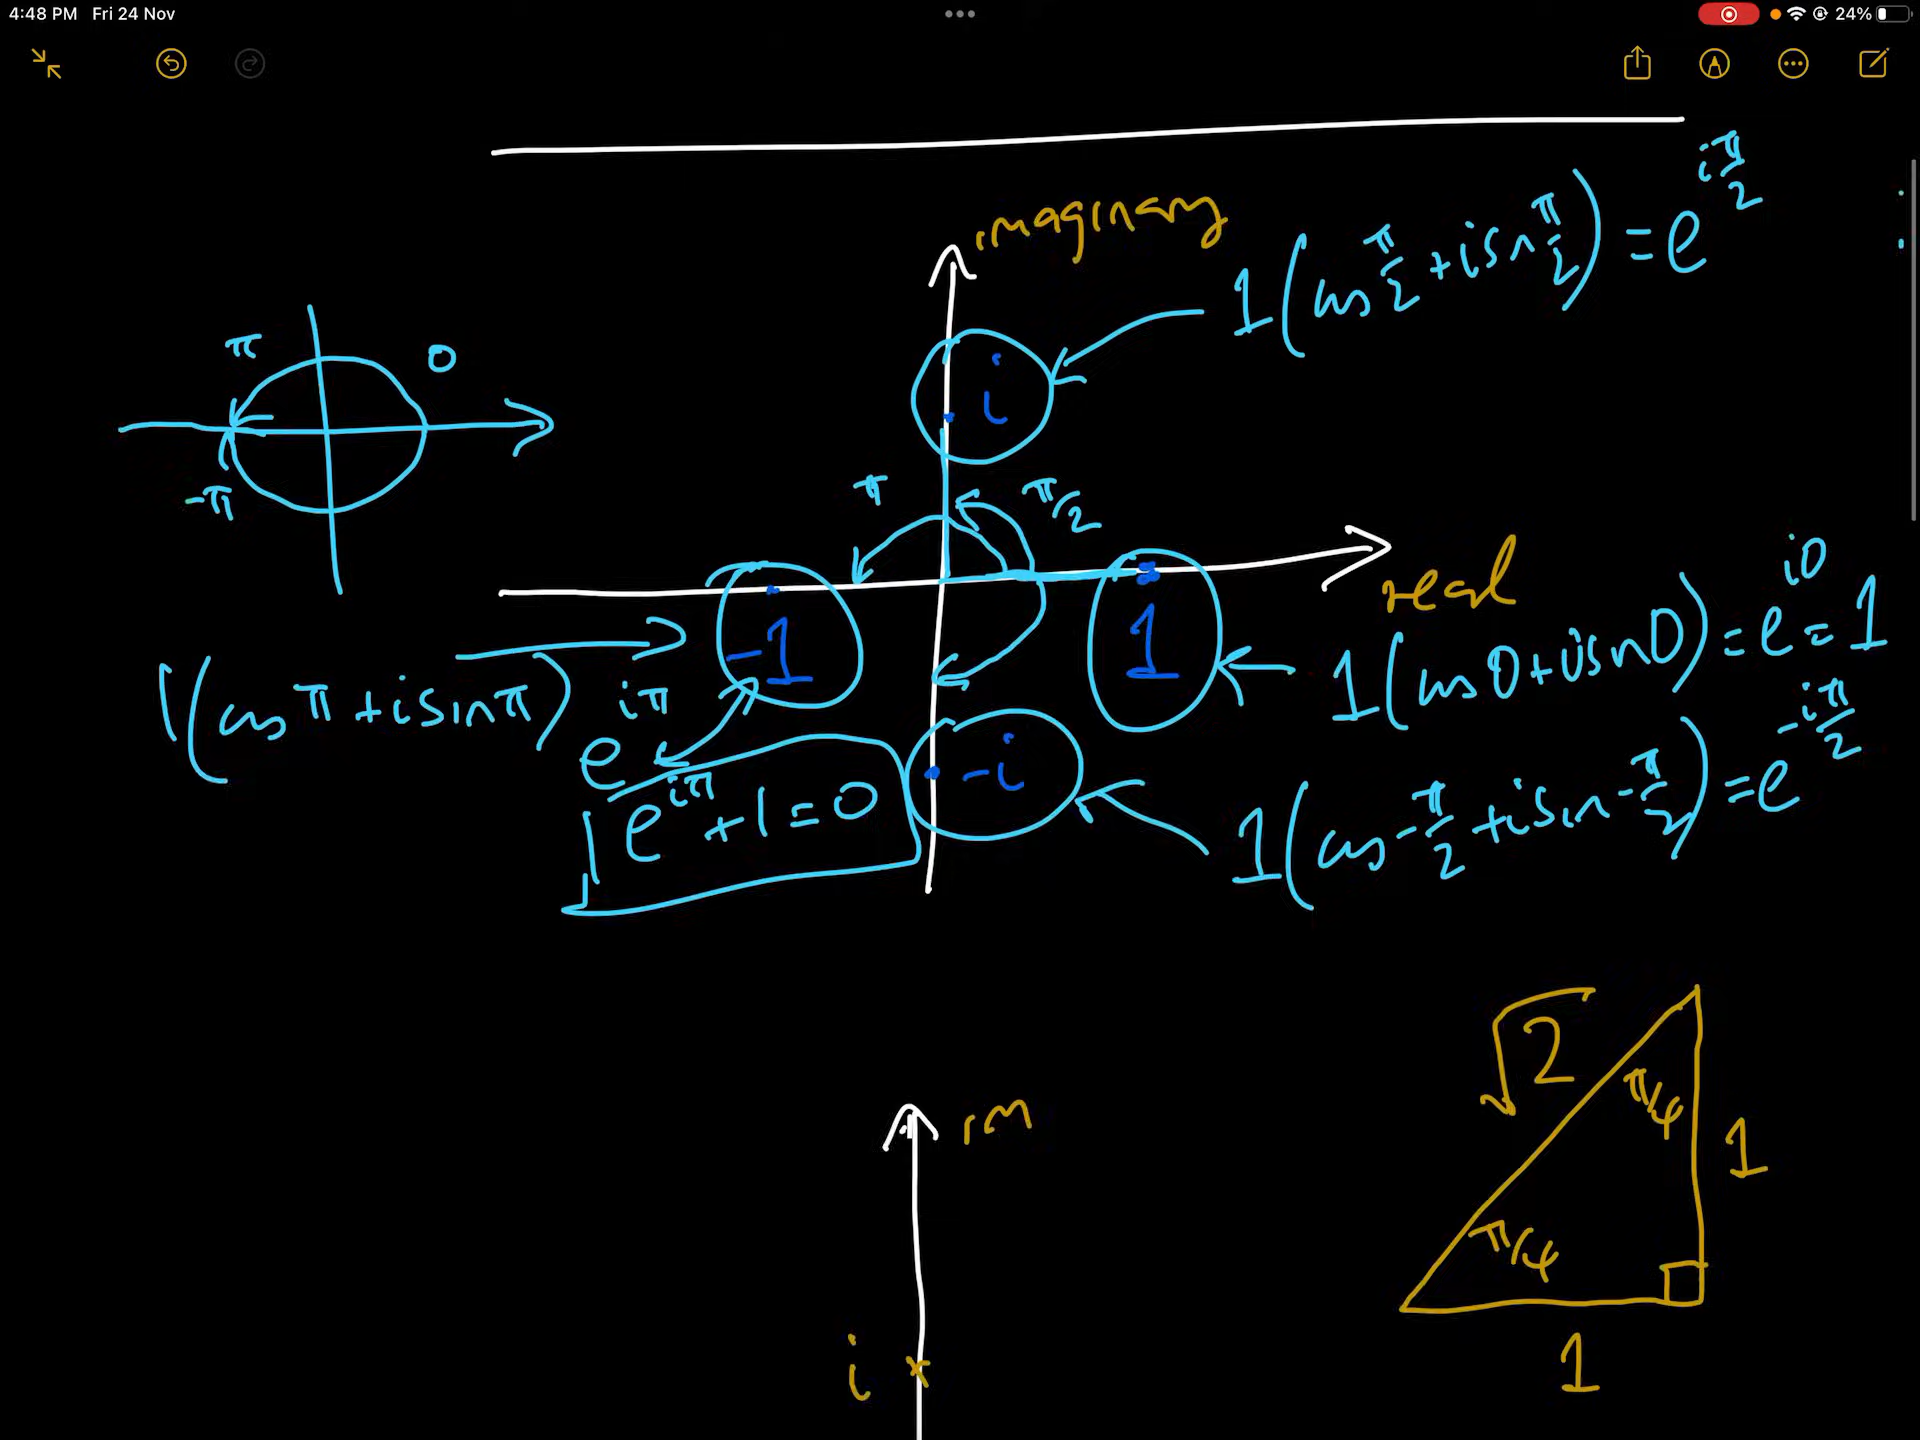 4:48 PM Fri 24 Nov
24%
imaginary
1(cos π/2 + i sin π/2) = e^{iπ/2}
π
0
-π
i
π
π/2
real
-1
1
1(cos 0 + i sin 0) = e^{i0} = 1
1(cos π + i sin π)
e^{iπ}
e^{iπ} + 1 = 0
-i
1(cos -π/2 + i sin -π/2) = e^{-iπ/2}
√2
π/4
1
π/4
1
im
i x